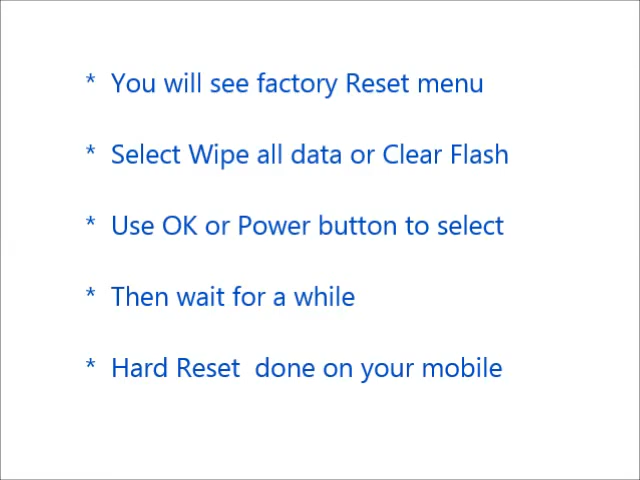 * You will see factory Reset menu
* Select Wipe all data or Clear Flash
* Use OK or Power button to select
* Then wait for a while
* Hard Reset  done on your mobile